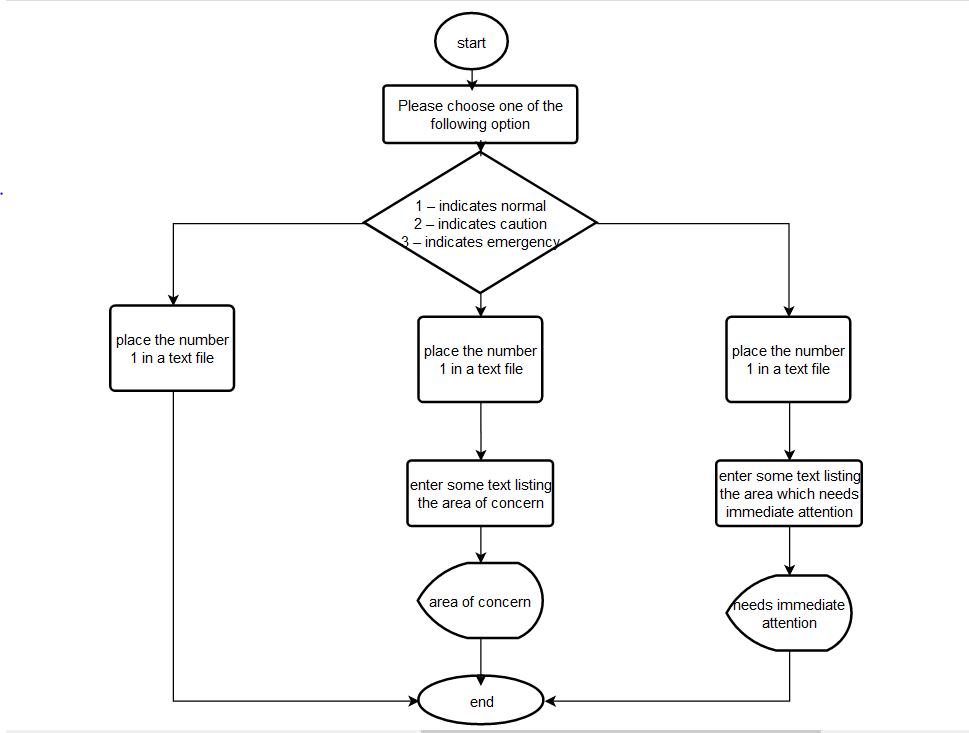 start
Please choose one of the
following option
1 – indicates normal
2 – indicates caution
3 – indicates emergency
place the number
1 in a text file
place the number
1 in a text file
place the number
1 in a text file
enter some text listing
the area of concern
enter some text listing
the area which needs
immediate attention
area of concern
needs immediate
attention
end